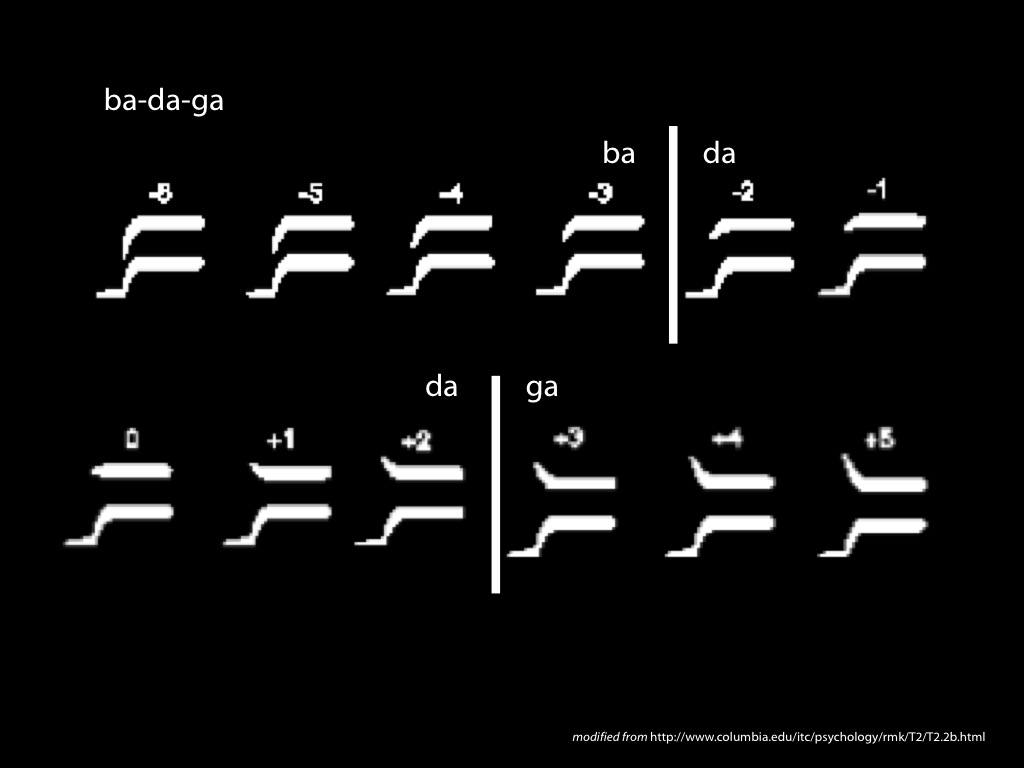 ba-da-ga
ba da
-6 -5 -4 -3 -2 -1
da ga
0 +1 +2 +3 +4 +5
modified from http://www.columbia.edu/itc/psychology/rmk/T2/T2.2b.html